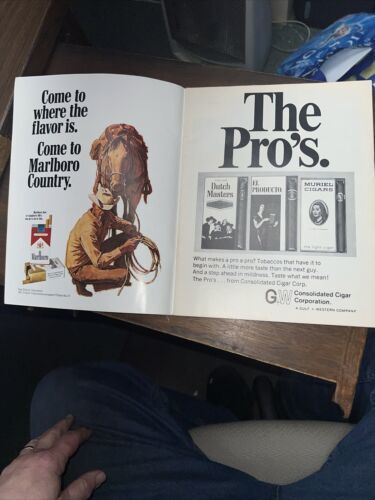 Come to
where the
flavor is.
Come to
Marlboro
Country.
Marlboro
The
Pro's.
Dutch
Masters
EL
PRODUCTO
MURIEL
CIGARS
What makes a pro a pro? Tobaccos that have it to
begin with. A little more taste than the next guy.
And a step ahead in mildness. Taste what we mean!
The Pro's . . . from Consolidated Cigar Corp.
G+W
Consolidated Cigar
Corporation.
A GULF + WESTERN COMPANY